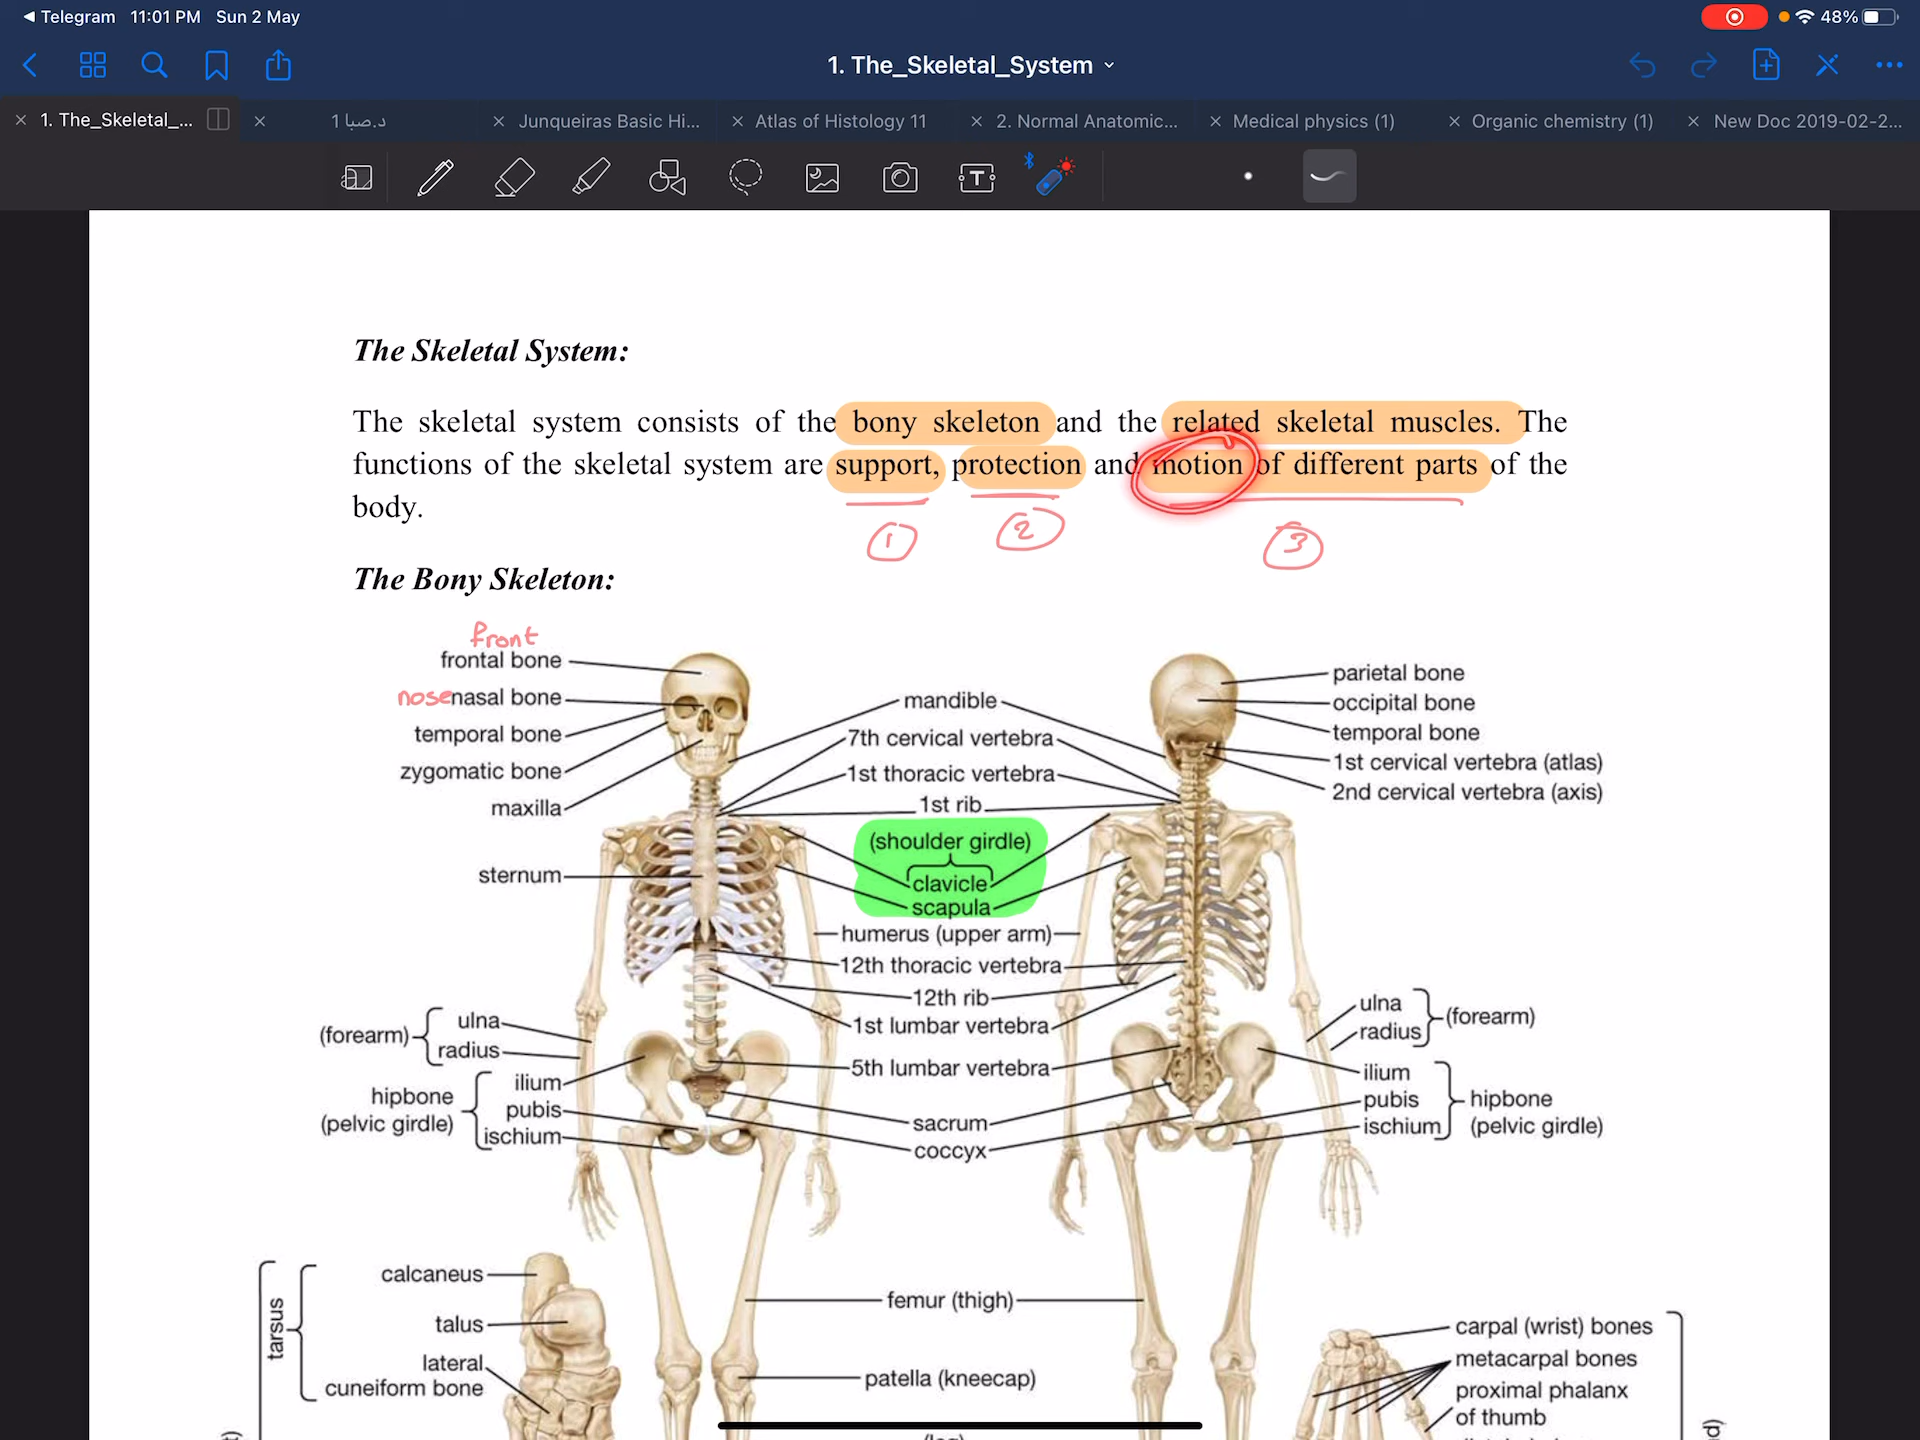 Telegram 11:01 PM Sun 2 May 48%
1. The_Skeletal_System
1. The_Skeletal_...
د.صبا 1
Junqueiras Basic Hi...
Atlas of Histology 11
2. Normal Anatomic...
Medical physics (1)
Organic chemistry (1)
New Doc 2019-02-2...
The Skeletal System:
The skeletal system consists of the bony skeleton and the related skeletal muscles. The
functions of the skeletal system are support, protection and motion of different parts of the
body.
1 2 3
The Bony Skeleton:
front
frontal bone
nose nasal bone
temporal bone
zygomatic bone
maxilla
sternum
(forearm)
ulna
radius
hipbone
(pelvic girdle)
ilium
pubis
ischium
mandible
7th cervical vertebra
1st thoracic vertebra
1st rib
(shoulder girdle)
clavicle
scapula
humerus (upper arm)
12th thoracic vertebra
12th rib
1st lumbar vertebra
5th lumbar vertebra
sacrum
coccyx
femur (thigh)
patella (kneecap)
parietal bone
occipital bone
temporal bone
1st cervical vertebra (atlas)
2nd cervical vertebra (axis)
ulna
radius
(forearm)
ilium
pubis
ischium
hipbone
(pelvic girdle)
tarsus
calcaneus
talus
lateral
cuneiform bone
carpal (wrist) bones
metacarpal bones
proximal phalanx
of thumb